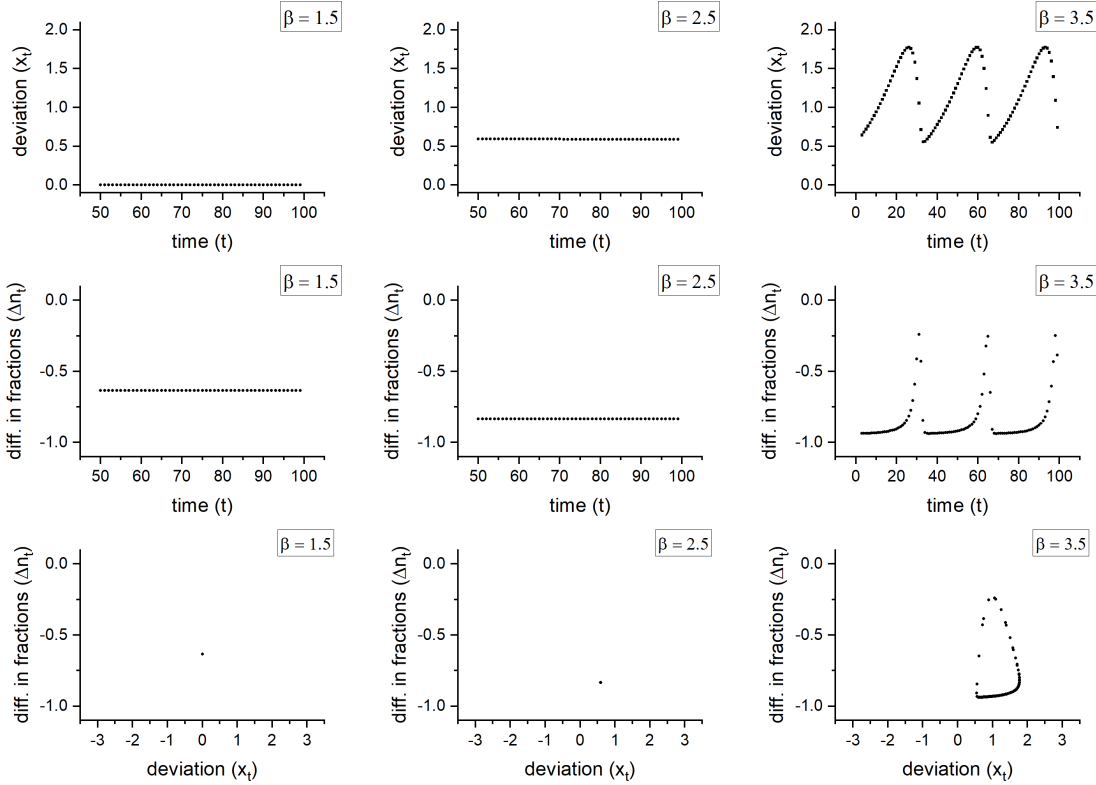 β = 1.5
2.0
1.5
1.0
0.5
0.0
deviation (xt)
50 60 70 80 90 100
time (t)
β = 2.5
2.0
1.5
1.0
0.5
0.0
deviation (xt)
50 60 70 80 90 100
time (t)
β = 3.5
2.0
1.5
1.0
0.5
0.0
deviation (xt)
0 20 40 60 80 100
time (t)
β = 1.5
0.0
-0.5
-1.0
diff. in fractions (Δnt)
50 60 70 80 90 100
time (t)
β = 2.5
0.0
-0.5
-1.0
diff. in fractions (Δnt)
50 60 70 80 90 100
time (t)
β = 3.5
0.0
-0.5
-1.0
diff. in fractions (Δnt)
0 20 40 60 80 100
time (t)
β = 1.5
0.0
-0.5
-1.0
diff. in fractions (Δnt)
-3 -2 -1 0 1 2 3
deviation (xt)
β = 2.5
0.0
-0.5
-1.0
diff. in fractions (Δnt)
-3 -2 -1 0 1 2 3
deviation (xt)
β = 3.5
0.0
-0.5
-1.0
diff. in fractions (Δnt)
-3 -2 -1 0 1 2 3
deviation (xt)